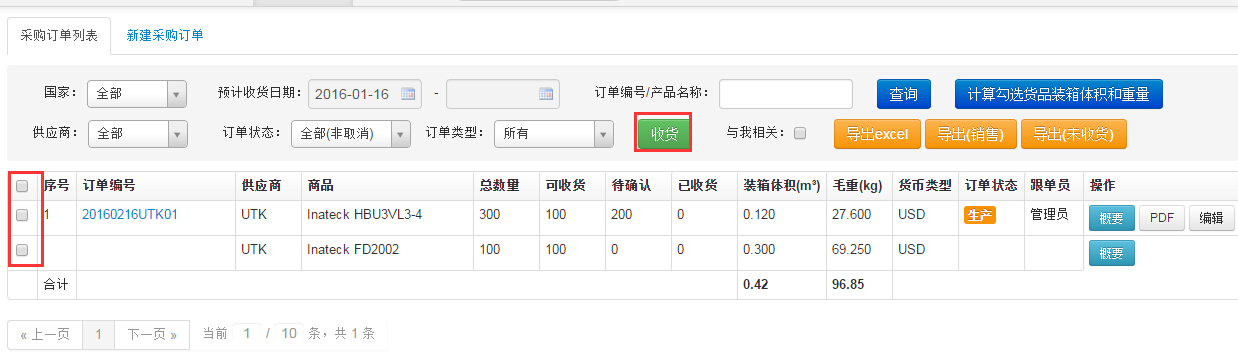 采购订单列表 新建采购订单
国家: 全部 预计收货日期: 2016-01-16 - 订单编号/产品名称: 查询 计算勾选货品装箱体积和重量
供应商: 全部 订单状态: 全部(非取消) 订单类型: 所有 收货 与我相关: 导出excel 导出(销售) 导出(未收货)
序号 订单编号 供应商 商品 总数量 可收货 待确认 已收货 装箱体积(m³) 毛重(kg) 货币类型 订单状态 跟单员 操作
1 20160216UTK01 UTK Inateck HBU3VL3-4 300 100 200 0 0.120 27.600 USD 生产 管理员 概要 PDF 编辑
UTK Inateck FD2002 100 100 0 0 0.300 69.250 USD 概要
合计 0.42 96.85
« 上一页 1 下一页 » 当前 1 / 10 条，共 1 条